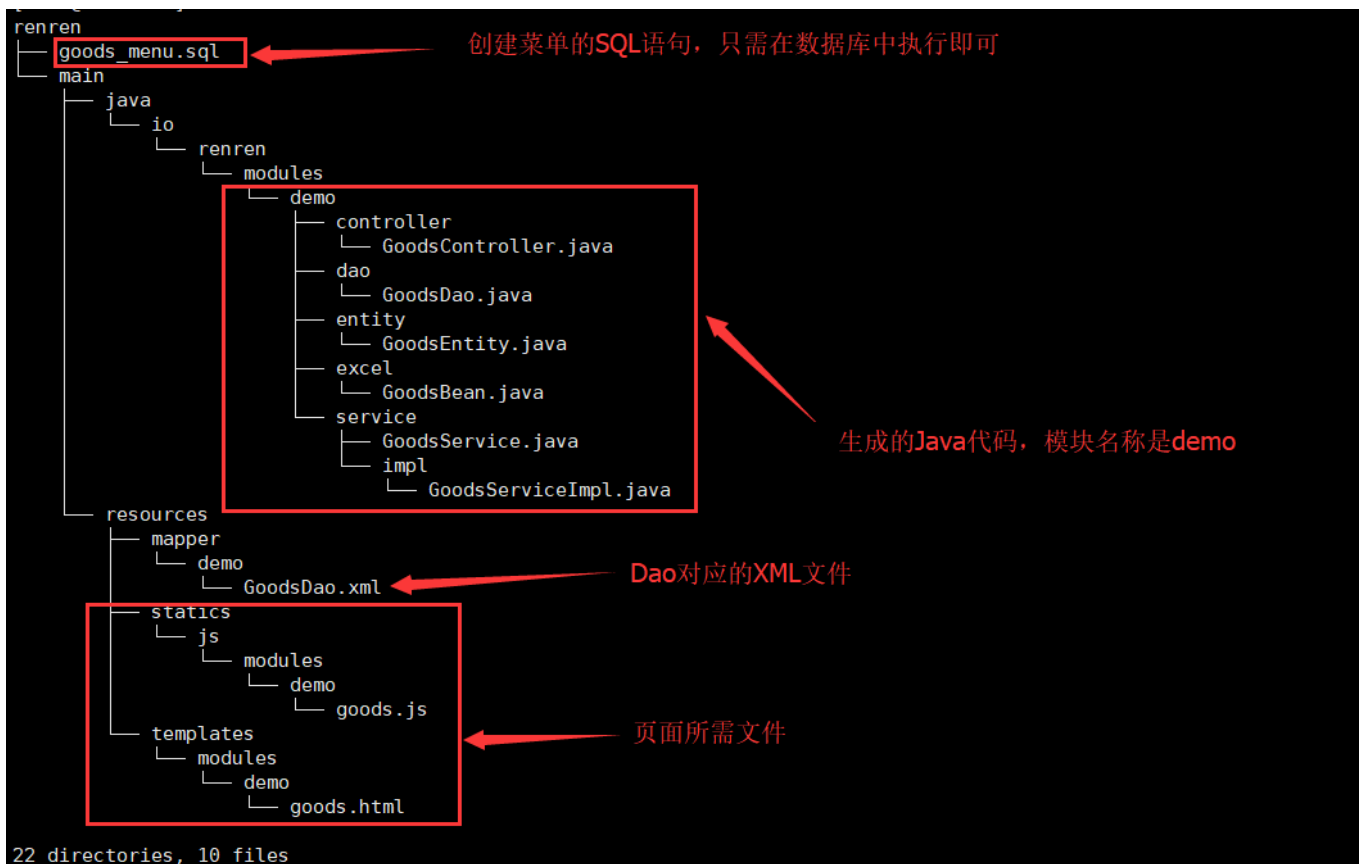 renren
├── goods_menu.sql 创建菜单的SQL语句，只需在数据库中执行即可
└── main
├── java
│   └── io
│       └── renren
│           └── modules
│               └── demo
│                   ├── controller
│                   │   └── GoodsController.java
│                   ├── dao
│                   │   └── GoodsDao.java
│                   ├── entity
│                   │   └── GoodsEntity.java
│                   ├── excel
│                   │   └── GoodsBean.java
│                   └── service
│                       ├── GoodsService.java 生成的Java代码，模块名称是demo
│                       └── impl
│                           └── GoodsServiceImpl.java
└── resources
├── mapper
│   └── demo
│       └── GoodsDao.xml Dao对应的XML文件
├── statics
│   └── js
│       └── modules
│           └── demo
│               └── goods.js
└── templates 页面所需文件
└── modules
└── demo
└── goods.html
22 directories, 10 files